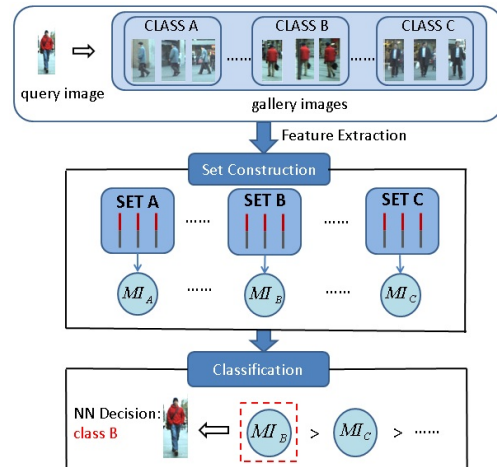 CLASS A
CLASS B
CLASS C
......
......
query image
gallery images
Feature Extraction
Set Construction
SET A
......
SET B
......
SET C
MI_A
......
MI_B
......
MI_C
Classification
NN Decision:
class B
MI_B > MI_C > ......